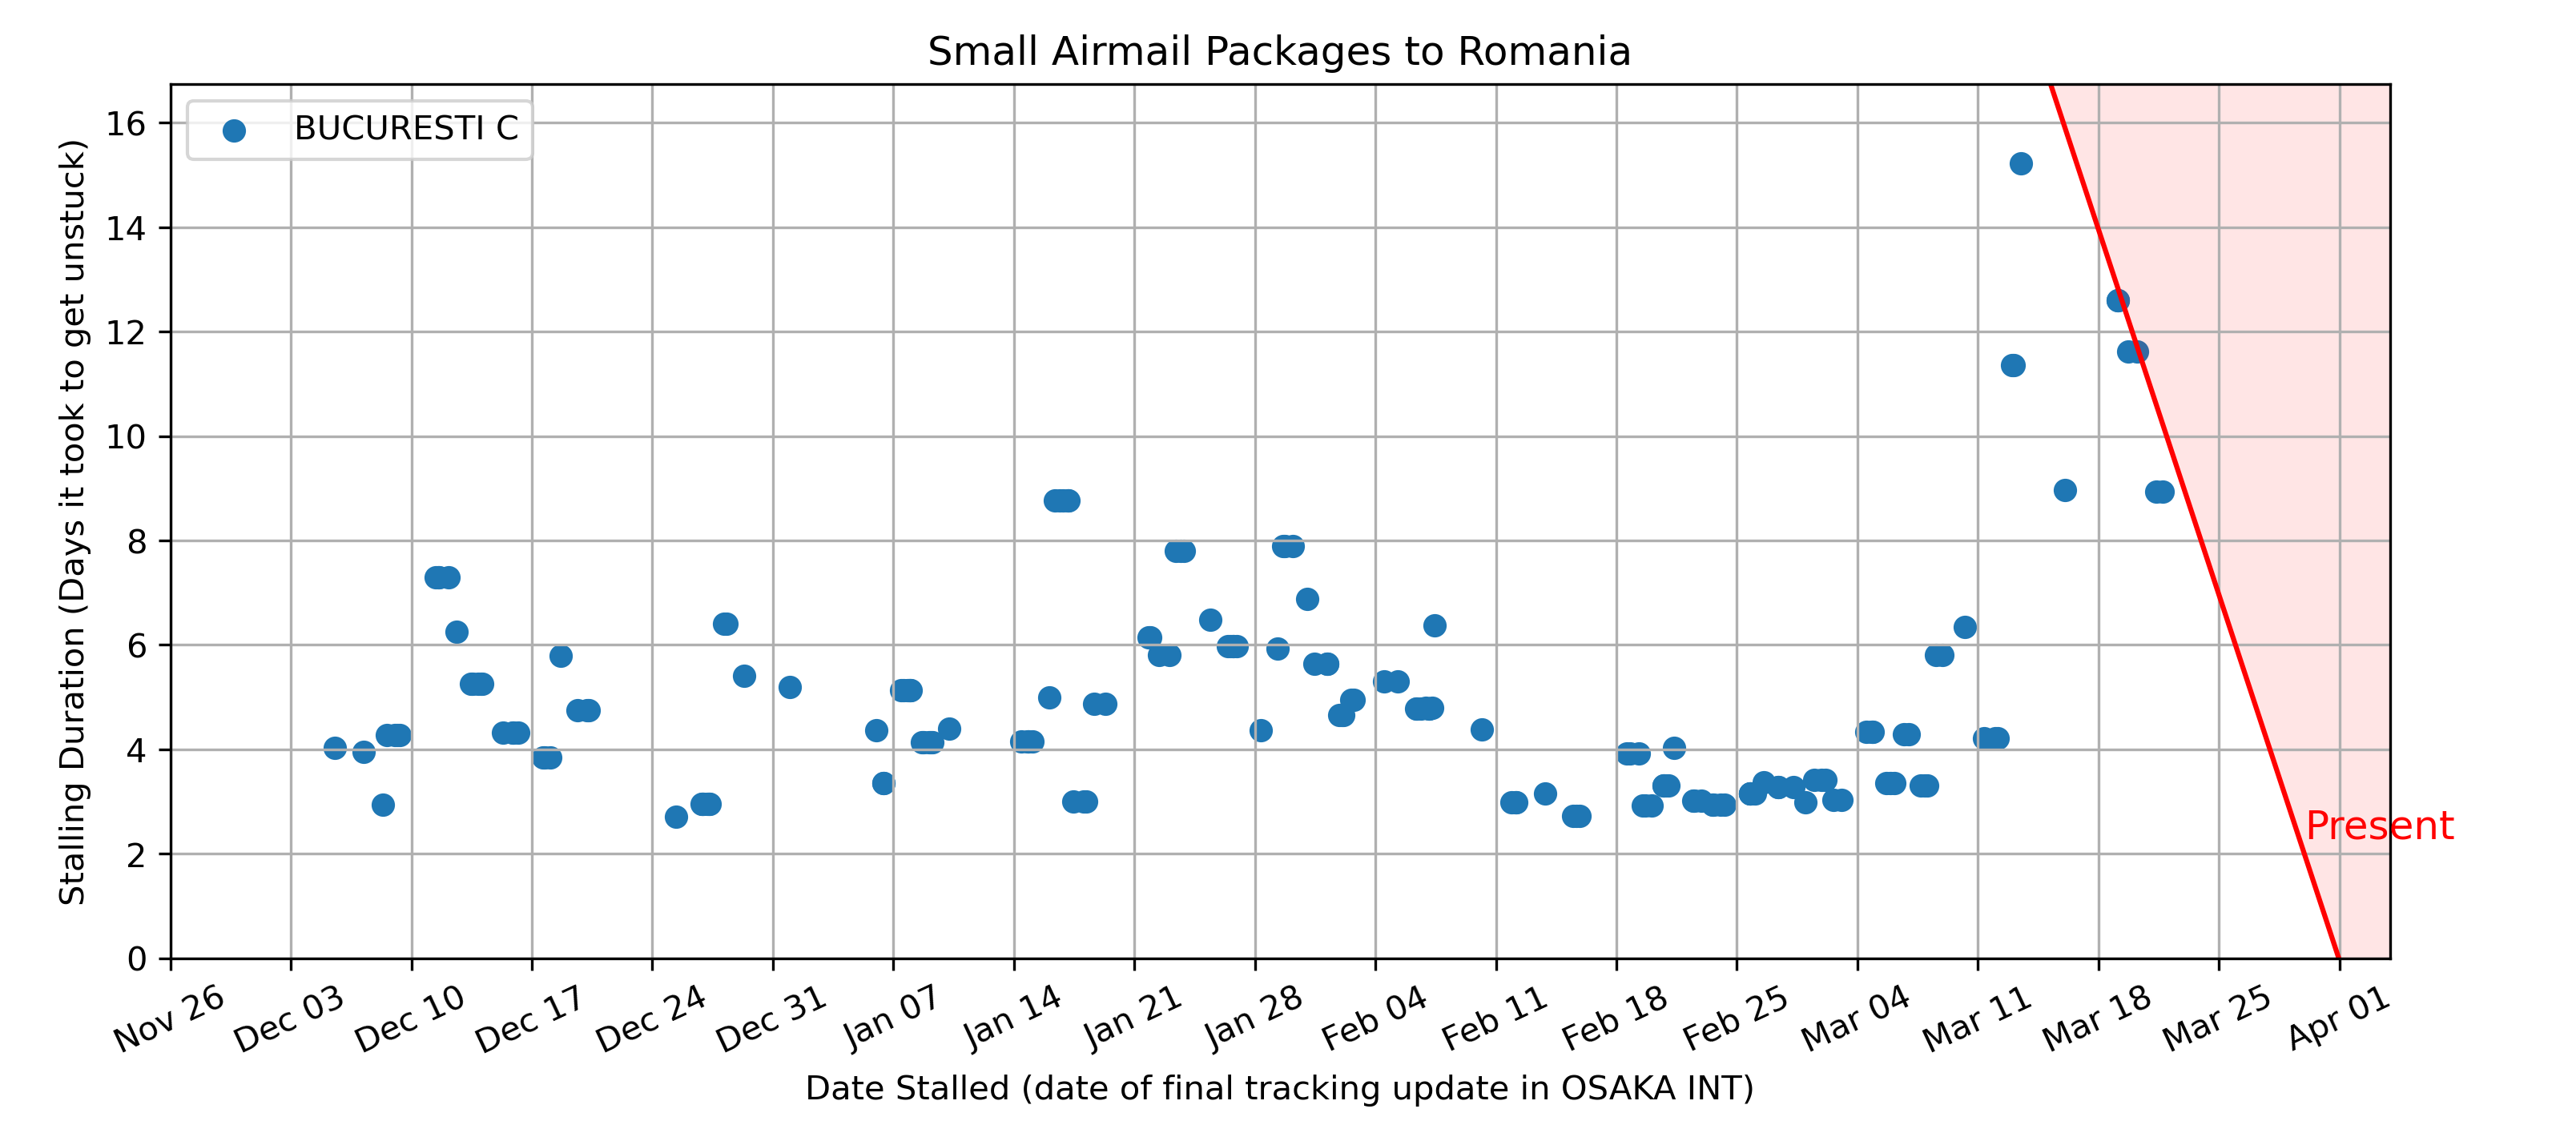 Small Airmail Packages to Romania
BUCURESTI C
Stalling Duration (Days it took to get unstuck)
16
14
12
10
8
6
4
2
0
Present
Nov 26
Dec 03
Dec 10
Dec 17
Dec 24
Dec 31
Jan 07
Jan 14
Jan 21
Jan 28
Feb 04
Feb 11
Feb 18
Feb 25
Mar 04
Mar 11
Mar 18
Mar 25
Apr 01
Date Stalled (date of final tracking update in OSAKA INT)